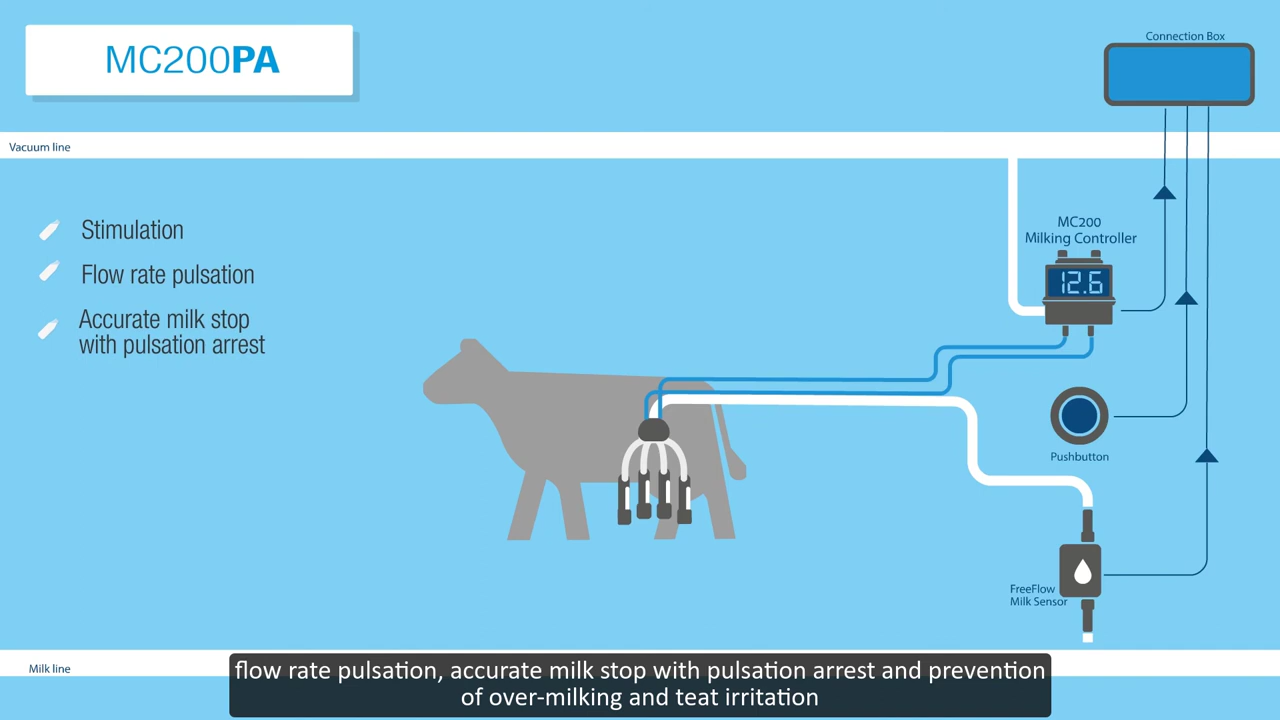 MC200PA
Connection Box
Vacuum line
Stimulation
Flow rate pulsation
Accurate milk stop
with pulsation arrest
MC200
Milking Controller
12.6
Pushbutton
FreeFlow
Milk Sensor
Milk line
flow rate pulsation, accurate milk stop with pulsation arrest and prevention
of over-milking and teat irritation